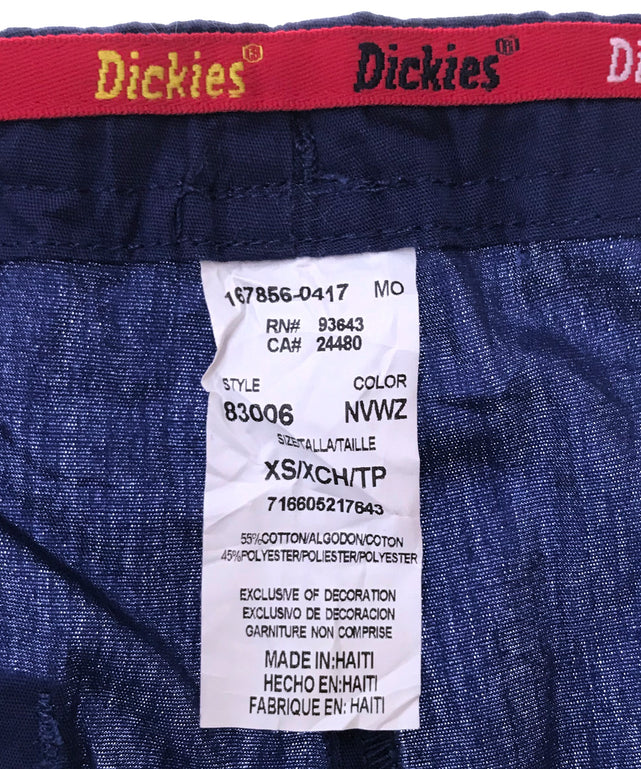 Dickies® Dickies® Di
167856-0417 MO
RN# 93643
CA# 24480
STYLE COLOR
83006 NVWZ
SIZE/TALLA/TAILLE
XS/XCH/TP
716605217643
55%COTTON/ALGODON/COTON
45%POLYESTER/POLIESTER/POLYESTER
EXCLUSIVE OF DECORATION
EXCLUSIVO DE DECORACION
GARNITURE NON COMPRISE
MADE IN:HAITI
HECHO EN:HAITI
FABRIQUE EN: HAITI